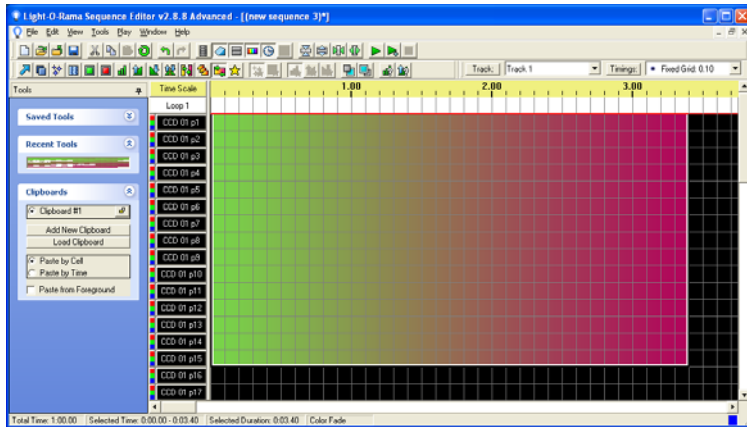 Light-O-Rama Sequence Editor v2.8.8 Advanced - [(new sequence 3)*]
File Edit View Tools Play Window Help
Track: Track 1 Timings: Fixed Grid: 0.10
Tools Time Scale 1.00 2.00 3.00
Loop 1
Saved Tools
Recent Tools
Clipboards
Clipboard #1
Add New Clipboard
Load Clipboard
Paste by Cell
Paste by Time
Paste from Foreground
CCD 01 p1
CCD 01 p2
CCD 01 p3
CCD 01 p4
CCD 01 p5
CCD 01 p6
CCD 01 p7
CCD 01 p8
CCD 01 p9
CCD 01 p10
CCD 01 p11
CCD 01 p12
CCD 01 p13
CCD 01 p14
CCD 01 p15
CCD 01 p16
CCD 01 p17
Total Time: 1:00.00 Selected Time: 0:00.00 - 0:03.40 Selected Duration: 0:03.40 Color Fade